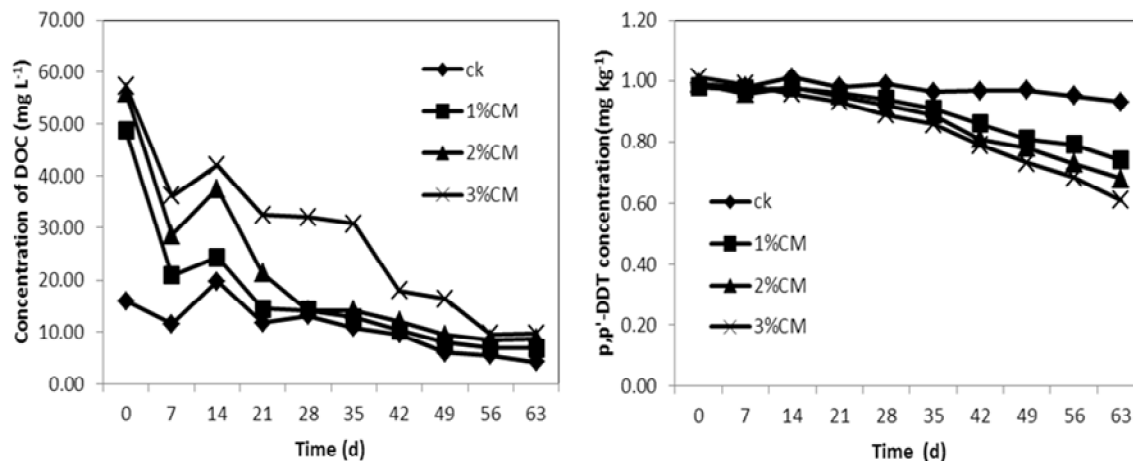 Concentration of DOC (mg L⁻¹)
70.00
60.00
50.00
40.00
30.00
20.00
10.00
0.00
ck
1%CM
2%CM
3%CM
0 7 14 21 28 35 42 49 56 63
Time (d)
p,p'-DDT concentration(mg kg⁻¹)
1.20
1.00
0.80
0.60
0.40
0.20
0.00
ck
1%CM
2%CM
3%CM
0 7 14 21 28 35 42 49 56 63
Time (d)